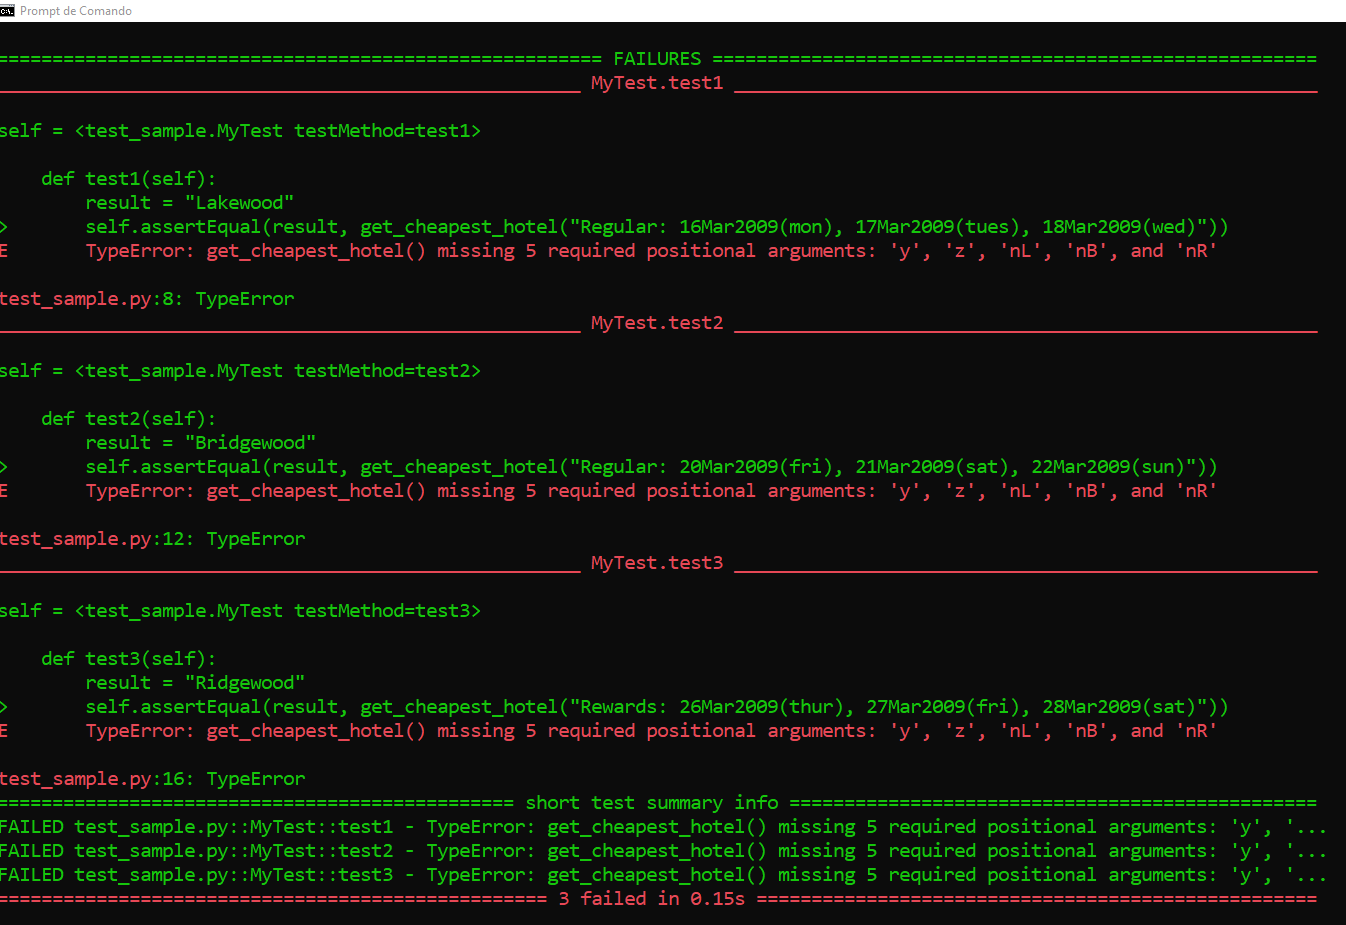 Prompt de Comando
====================================================== FAILURES ======================================================
_____________________________________________________ MyTest.test1 _____________________________________________________
self = <test_sample.MyTest testMethod=test1>
def test1(self):
result = "Lakewood"
> self.assertEqual(result, get_cheapest_hotel("Regular: 16Mar2009(mon), 17Mar2009(tues), 18Mar2009(wed)"))
E TypeError: get_cheapest_hotel() missing 5 required positional arguments: 'y', 'z', 'nL', 'nB', and 'nR'
test_sample.py:8: TypeError
_____________________________________________________ MyTest.test2 _____________________________________________________
self = <test_sample.MyTest testMethod=test2>
def test2(self):
result = "Bridgewood"
> self.assertEqual(result, get_cheapest_hotel("Regular: 20Mar2009(fri), 21Mar2009(sat), 22Mar2009(sun)"))
E TypeError: get_cheapest_hotel() missing 5 required positional arguments: 'y', 'z', 'nL', 'nB', and 'nR'
test_sample.py:12: TypeError
_____________________________________________________ MyTest.test3 _____________________________________________________
self = <test_sample.MyTest testMethod=test3>
def test3(self):
result = "Ridgewood"
> self.assertEqual(result, get_cheapest_hotel("Rewards: 26Mar2009(thur), 27Mar2009(fri), 28Mar2009(sat)"))
E TypeError: get_cheapest_hotel() missing 5 required positional arguments: 'y', 'z', 'nL', 'nB', and 'nR'
test_sample.py:16: TypeError
=============================================== short test summary info ================================================
FAILED test_sample.py::MyTest::test1 - TypeError: get_cheapest_hotel() missing 5 required positional arguments: 'y', '...
FAILED test_sample.py::MyTest::test2 - TypeError: get_cheapest_hotel() missing 5 required positional arguments: 'y', '...
FAILED test_sample.py::MyTest::test3 - TypeError: get_cheapest_hotel() missing 5 required positional arguments: 'y', '...
================================================== 3 failed in 0.15s ===================================================